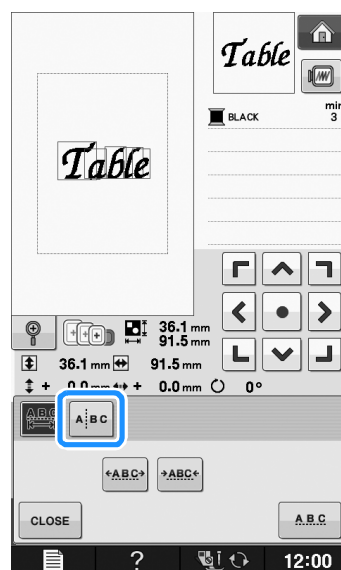 Table
BLACK
min
3
Table
36.1 mm
91.5 mm
36.1 mm 91.5 mm
+ 0.0 mm + 0.0 mm 0°
ABC A BC
ABC ABC
CLOSE ABC
? 12:00